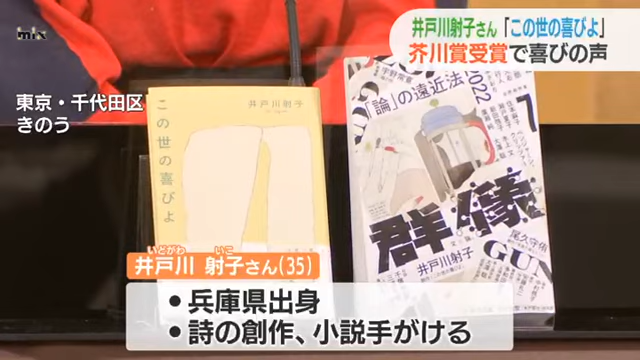 mix
井戸川射子さん「この世の喜びよ」
芥川賞受賞で喜びの声
東京・千代田区
きのう
井戸川射子
この世の喜びよ
「論」の遠近法
2022
7
群像
井戸川射子
尾久守侑
GUN
いどがわ いこ
井戸川 射子さん(35)
●兵庫県出身
●詩の創作、小説手がける